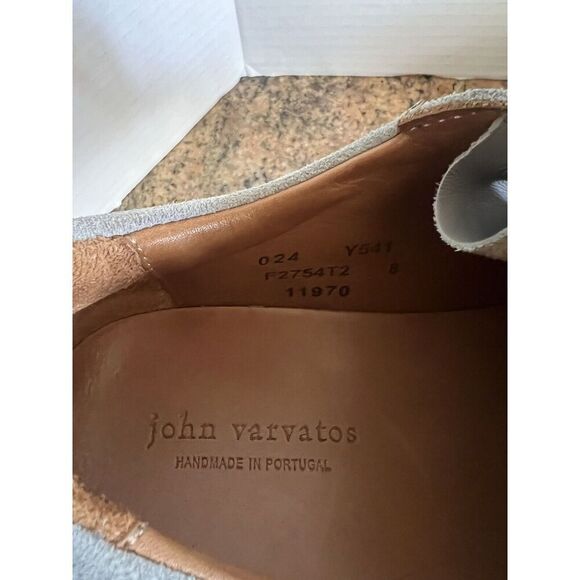 024 Y541
F2754T2 8
11970
john varvatos
HANDMADE IN PORTUGAL